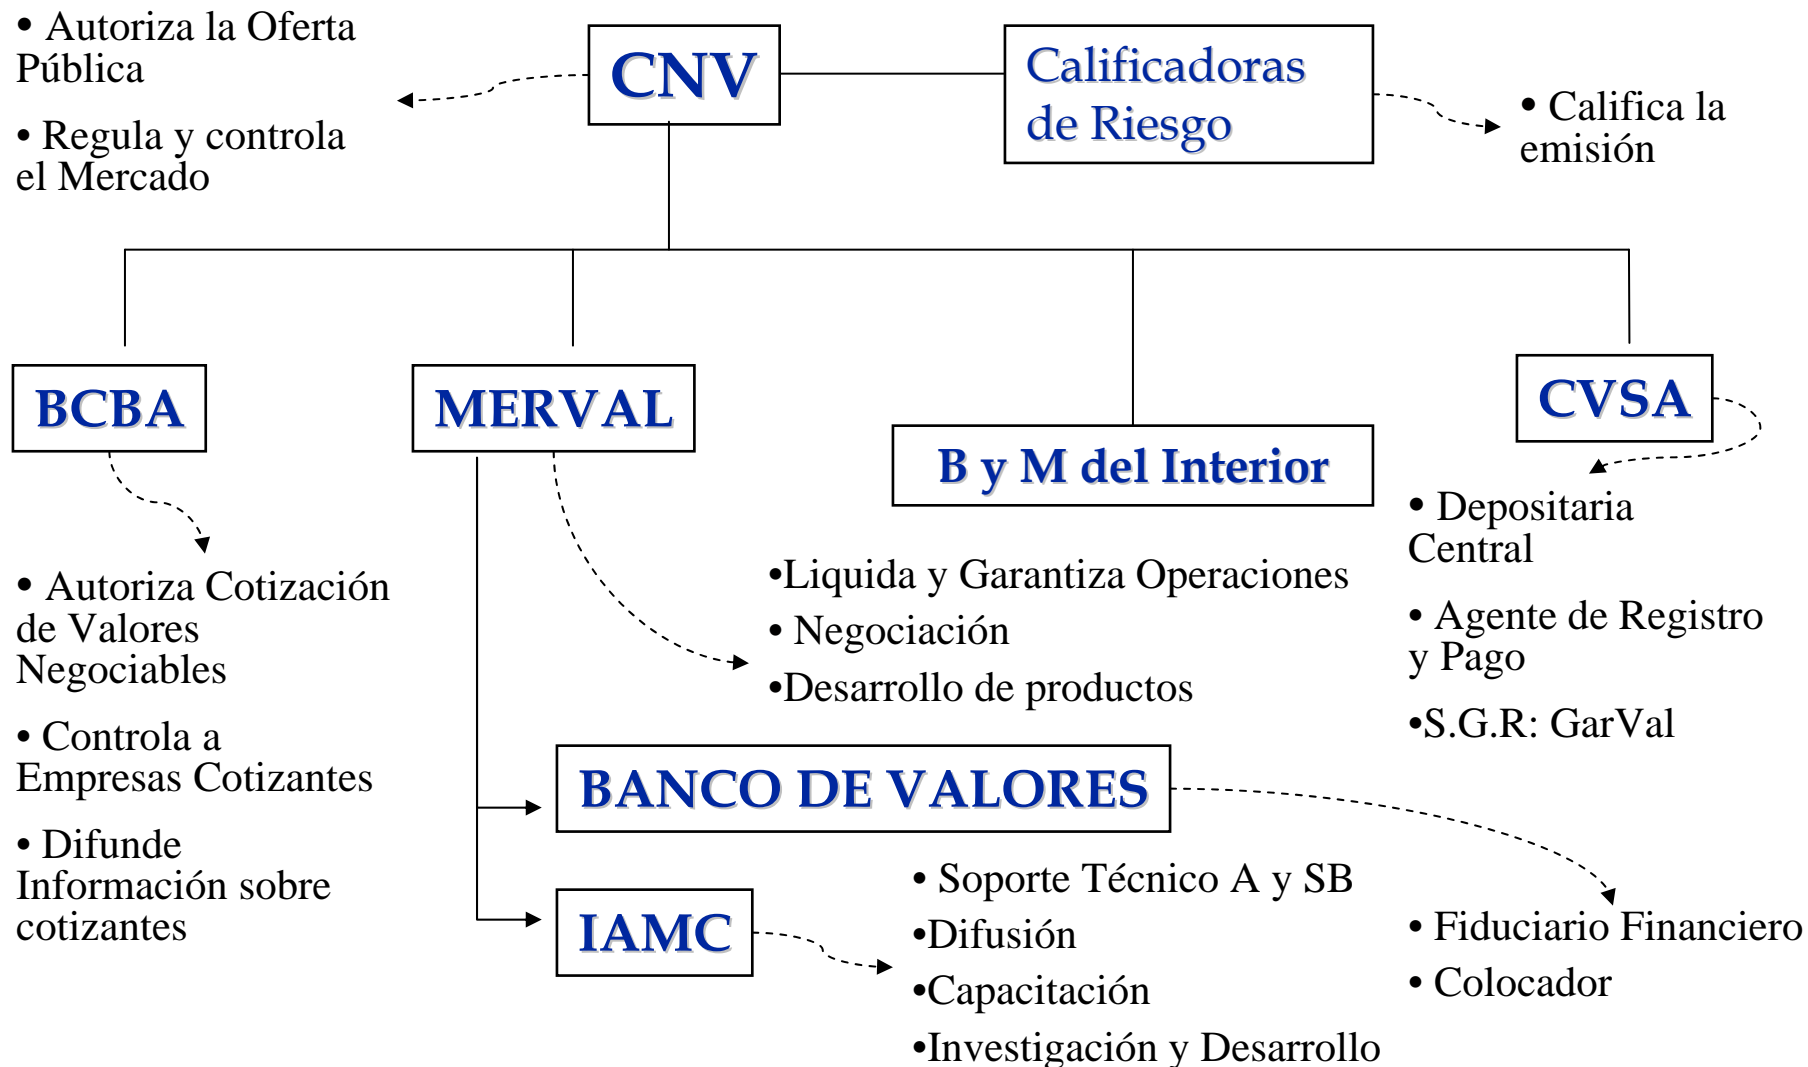 • Autoriza la Oferta
Pública
• Regula y controla
el Mercado
CNV
Calificadoras
de Riesgo
• Califica la
emisión
BCBA
MERVAL
B y M del Interior
CVSA
• Autoriza Cotización
de Valores
Negociables
• Controla a
Empresas Cotizantes
• Difunde
Información sobre
cotizantes
•Liquida y Garantiza Operaciones
• Negociación
•Desarrollo de productos
• Depositaria
Central
• Agente de Registro
y Pago
•S.G.R: GarVal
BANCO DE VALORES
IAMC
• Soporte Técnico A y SB
•Difusión
•Capacitación
•Investigación y Desarrollo
• Fiduciario Financiero
• Colocador